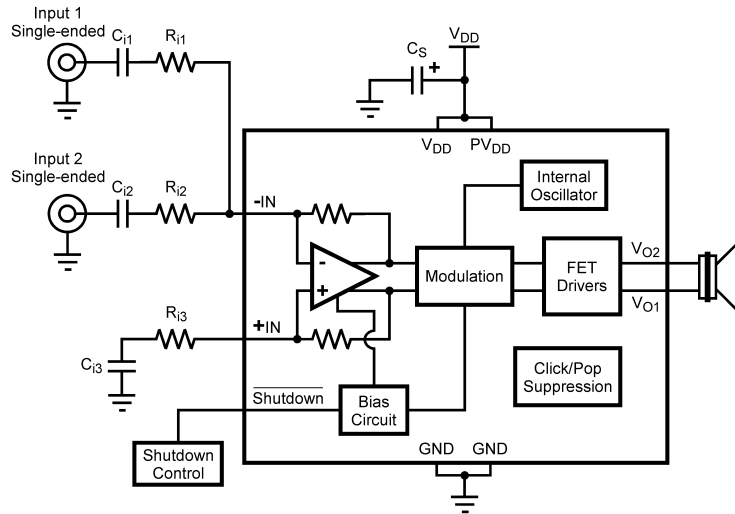 Input 1
Single-ended
Ci1
Ri1
CS
+
VDD
VDD
PVDD
Input 2
Single-ended
Ci2
Ri2
-IN
Internal
Oscillator
-
+
Modulation
FET
Drivers
VO2
VO1
Ri3
+IN
Ci3
Click/Pop
Suppression
Shutdown
Bias
Circuit
Shutdown
Control
GND
GND